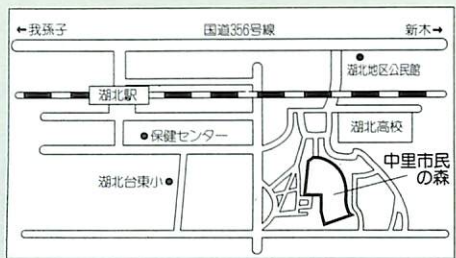 ←我孫子
国道356号線
新木→
湖北地区公民館
湖北駅
保健センター
湖北高校
中里市民
の森
湖北台東小